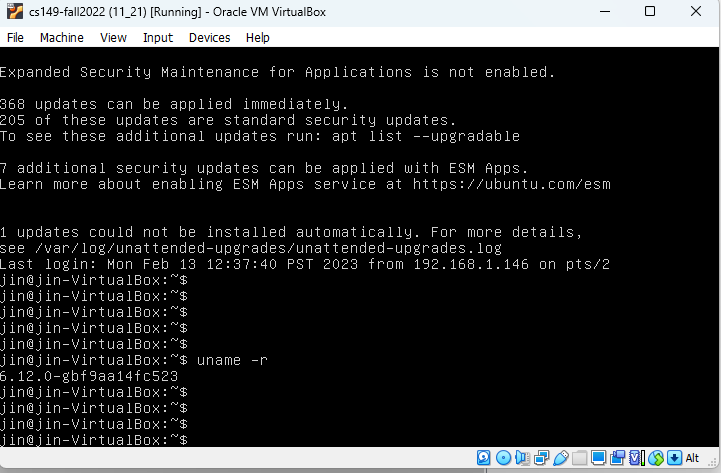 cs149-fall2022 (11_21) [Running] - Oracle VM VirtualBox
File Machine View Input Devices Help
Expanded Security Maintenance for Applications is not enabled.
368 updates can be applied immediately.
205 of these updates are standard security updates.
To see these additional updates run: apt list --upgradable
7 additional security updates can be applied with ESM Apps.
Learn more about enabling ESM Apps service at https://ubuntu.com/esm
1 updates could not be installed automatically. For more details,
see /var/log/unattended-upgrades/unattended-upgrades.log
Last login: Mon Feb 13 12:37:40 PST 2023 from 192.168.1.146 on pts/2
jin@jin-VirtualBox:~$
jin@jin-VirtualBox:~$
jin@jin-VirtualBox:~$
jin@jin-VirtualBox:~$
jin@jin-VirtualBox:~$
jin@jin-VirtualBox:~$ uname -r
6.12.0-gbf9aa14fc523
jin@jin-VirtualBox:~$
jin@jin-VirtualBox:~$
jin@jin-VirtualBox:~$
jin@jin-VirtualBox:~$
Alt